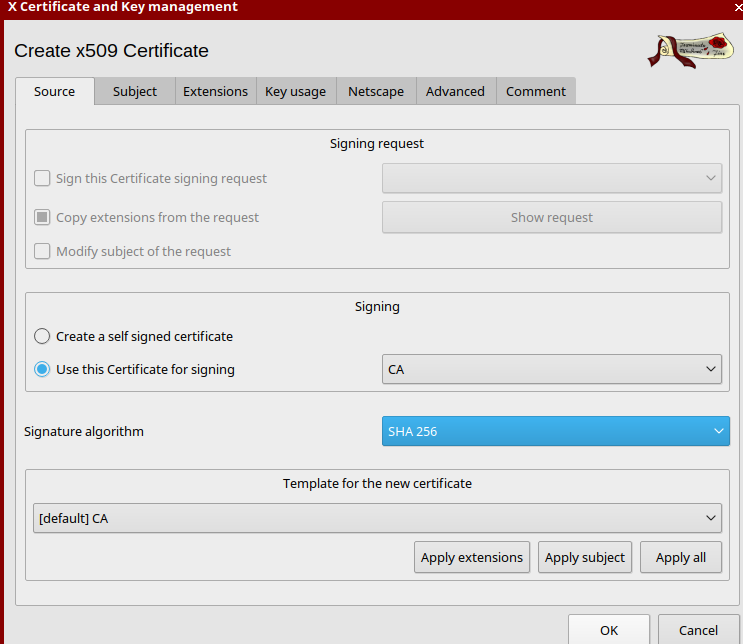 X Certificate and Key management
Create x509 Certificate
Source Subject Extensions Key usage Netscape Advanced Comment
Signing request
Sign this Certificate signing request
Copy extensions from the request Show request
Modify subject of the request
Signing
Create a self signed certificate
Use this Certificate for signing CA
Signature algorithm SHA 256
Template for the new certificate
[default] CA
Apply extensions Apply subject Apply all
OK Cancel